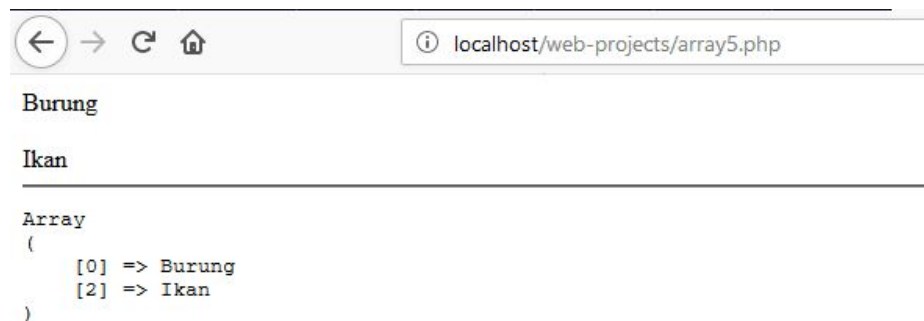 localhost/web-projects/array5.php
Burung
Ikan
Array
(
    [0] => Burung
    [2] => Ikan
)